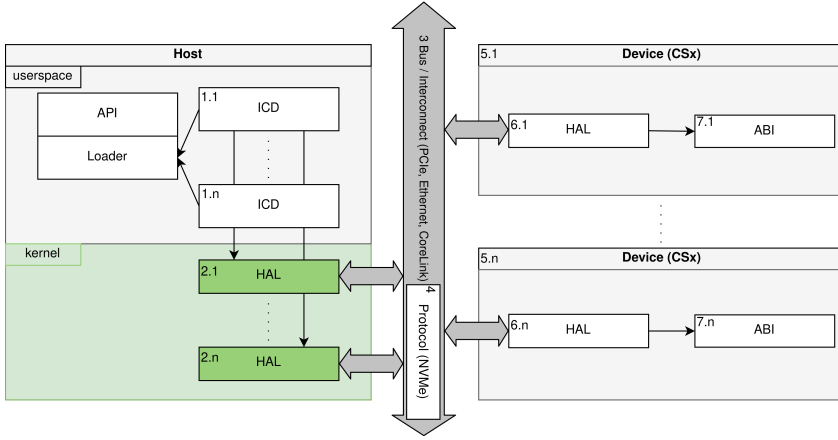 Host
userspace
API
Loader
1.1
ICD
1.n
ICD
kernel
2.1
HAL
2.n
HAL
3 Bus / Interconnect (PCIe, Ethernet, CoreLink)
4
Protocol (NVMe)
5.1
Device (CSx)
6.1
HAL
7.1
ABI
5.n
Device (CSx)
6.n
HAL
7.n
ABI